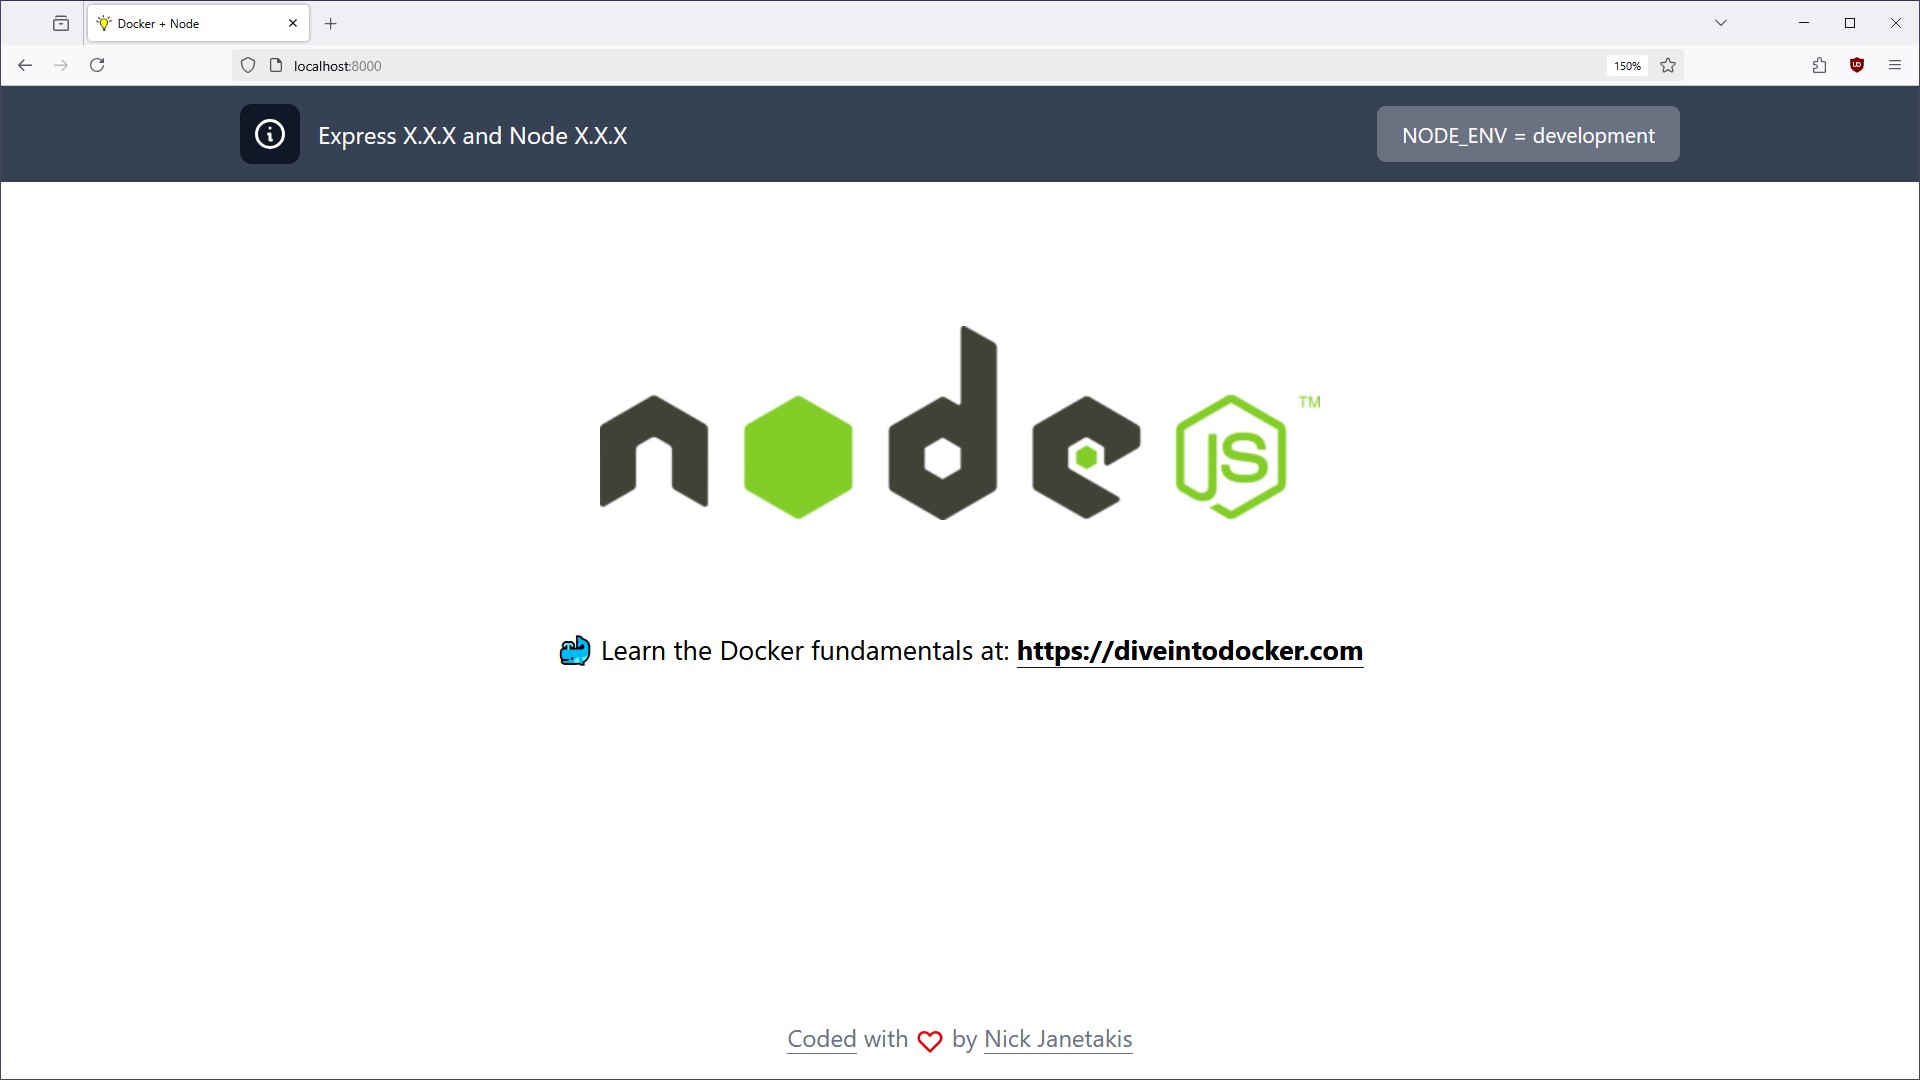 Docker + Node
localhost:8000
150%
Express X.X.X and Node X.X.X
NODE_ENV = development
node JS TM
Learn the Docker fundamentals at: https://diveintodocker.com
Coded with by Nick Janetakis